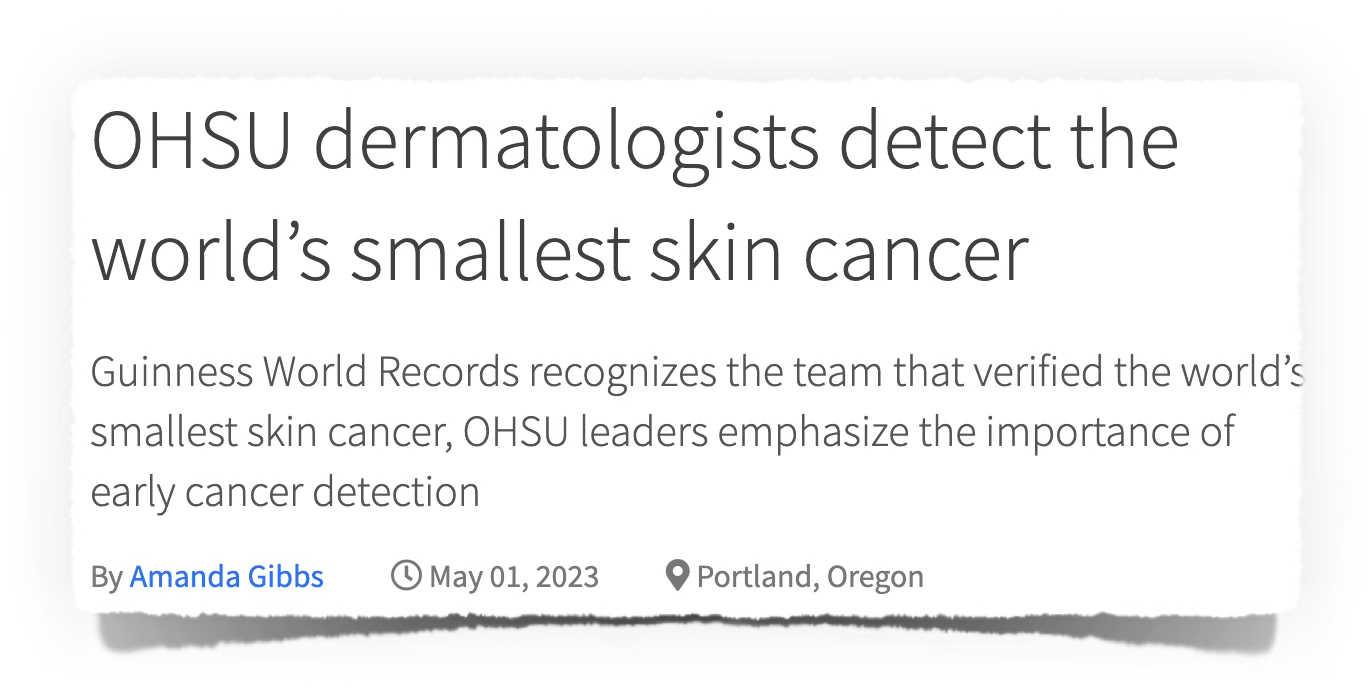 OHSU dermatologists detect the
world’s smallest skin cancer
Guinness World Records recognizes the team that verified the world’s
smallest skin cancer, OHSU leaders emphasize the importance of
early cancer detection
By Amanda Gibbs May 01, 2023 Portland, Oregon